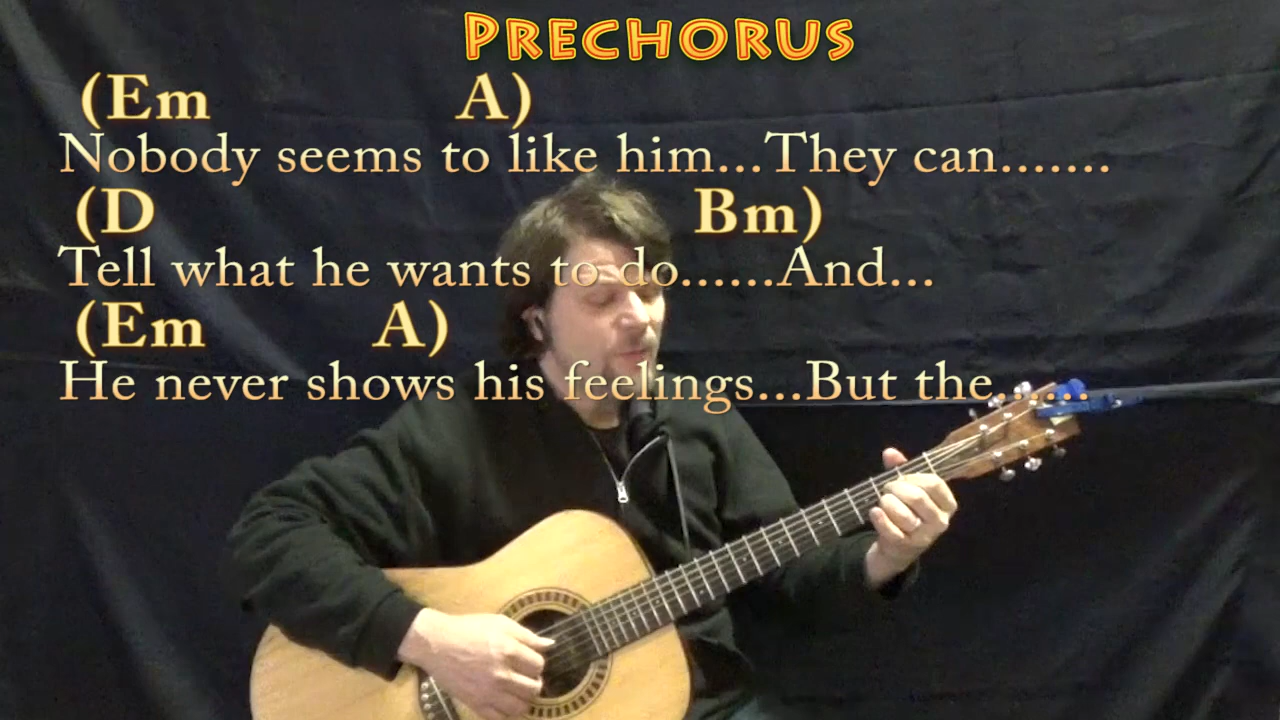 PRECHORUS
(Em A)
Nobody seems to like him...They can.......
(D Bm)
Tell what he wants to do......And...
(Em A)
He never shows his feelings...But the......